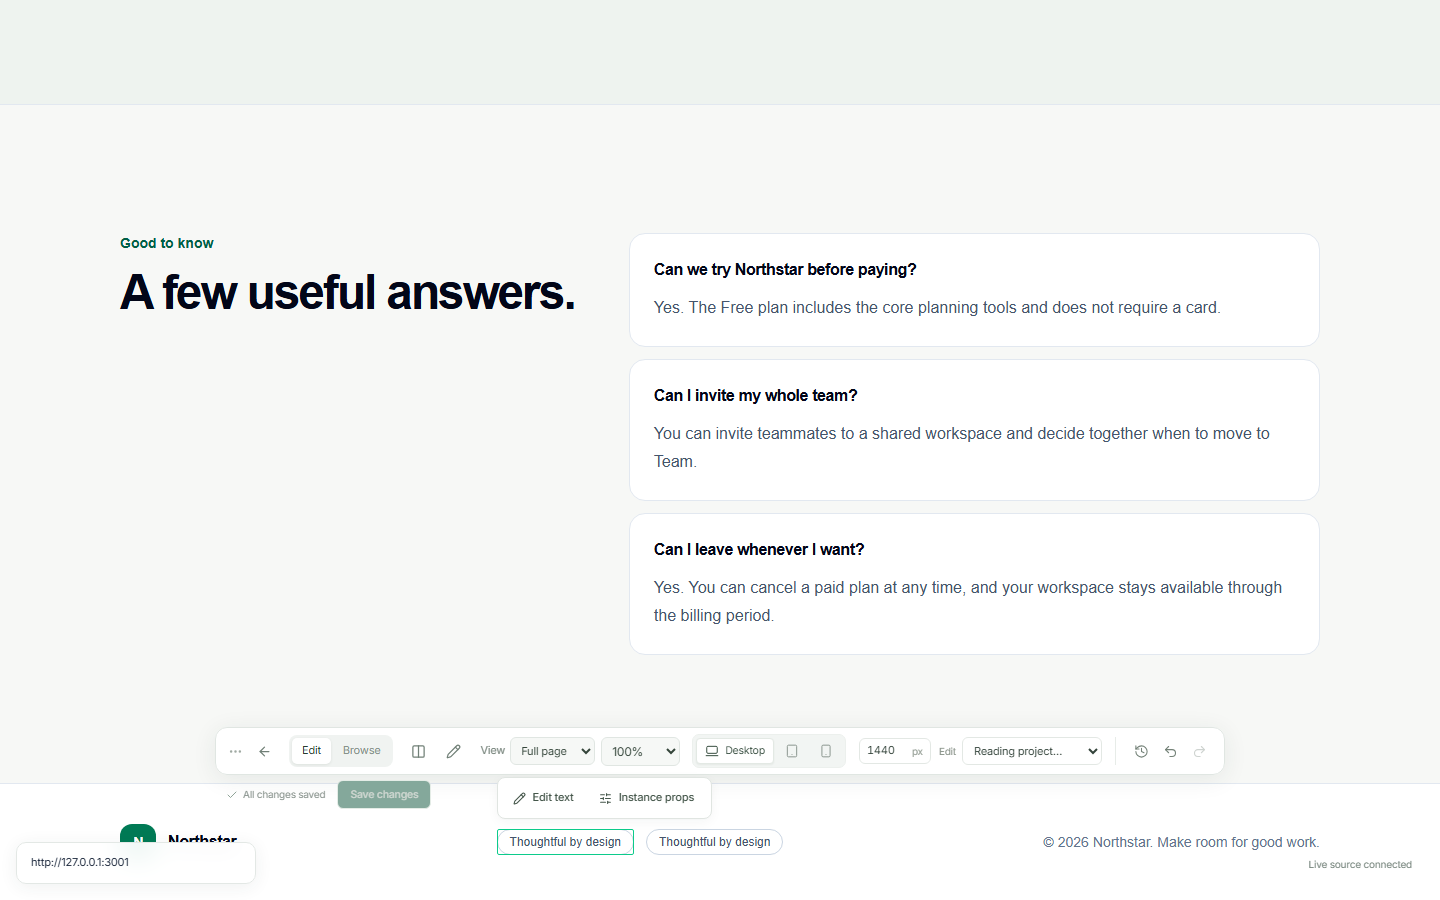 Good to know
A few useful answers.
Can we try Northstar before paying?
Yes. The Free plan includes the core planning tools and does not require a card.
Can I invite my whole team?
You can invite teammates to a shared workspace and decide together when to move to
Team.
Can I leave whenever I want?
Yes. You can cancel a paid plan at any time, and your workspace stays available through
the billing period.
Edit Browse View Full page 100% Desktop 1440 px Edit Reading project...
All changes saved Save changes
Edit text Instance props
N Northstar
Thoughtful by design Thoughtful by design
© 2026 Northstar. Make room for good work.
http://127.0.0.1:3001
Live source connected